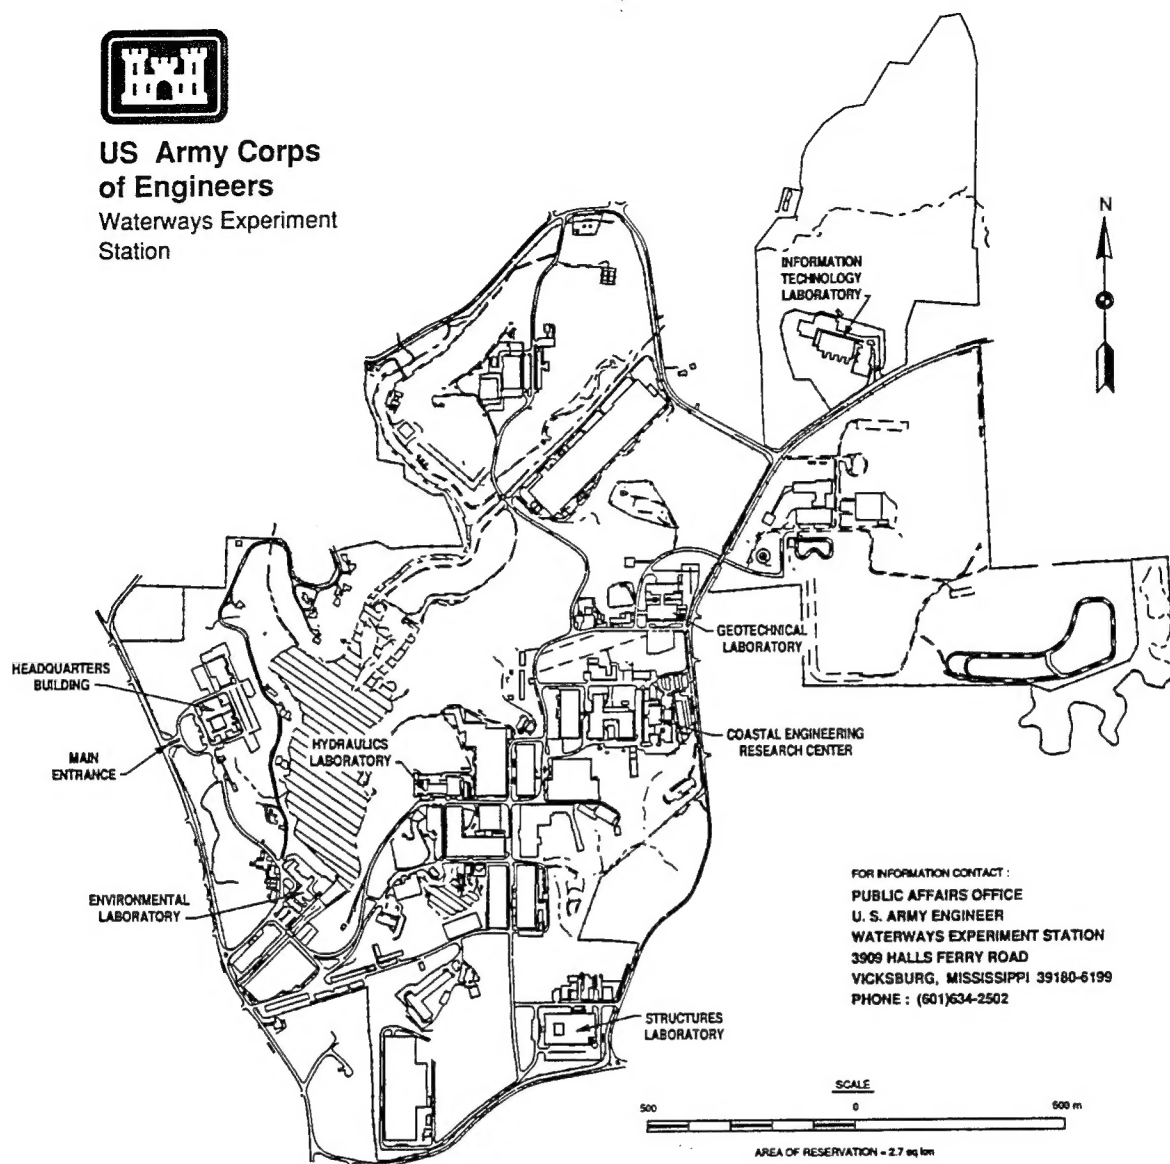 US Army Corps
of Engineers
Waterways Experiment
Station
N
INFORMATION
TECHNOLOGY
LABORATORY
GEOTECHNICAL
LABORATORY
HEADQUARTERS
BUILDING
MAIN
ENTRANCE
HYDRAULICS
LABORATORY
COASTAL ENGINEERING
RESEARCH CENTER
ENVIRONMENTAL
LABORATORY
FOR INFORMATION CONTACT :
PUBLIC AFFAIRS OFFICE
U. S. ARMY ENGINEER
WATERWAYS EXPERIMENT STATION
3909 HALLS FERRY ROAD
VICKSBURG, MISSISSIPPI 39180-6199
PHONE : (601)634-2502
STRUCTURES
LABORATORY
SCALE
500 0 500 m
AREA OF RESERVATION = 2.7 sq km